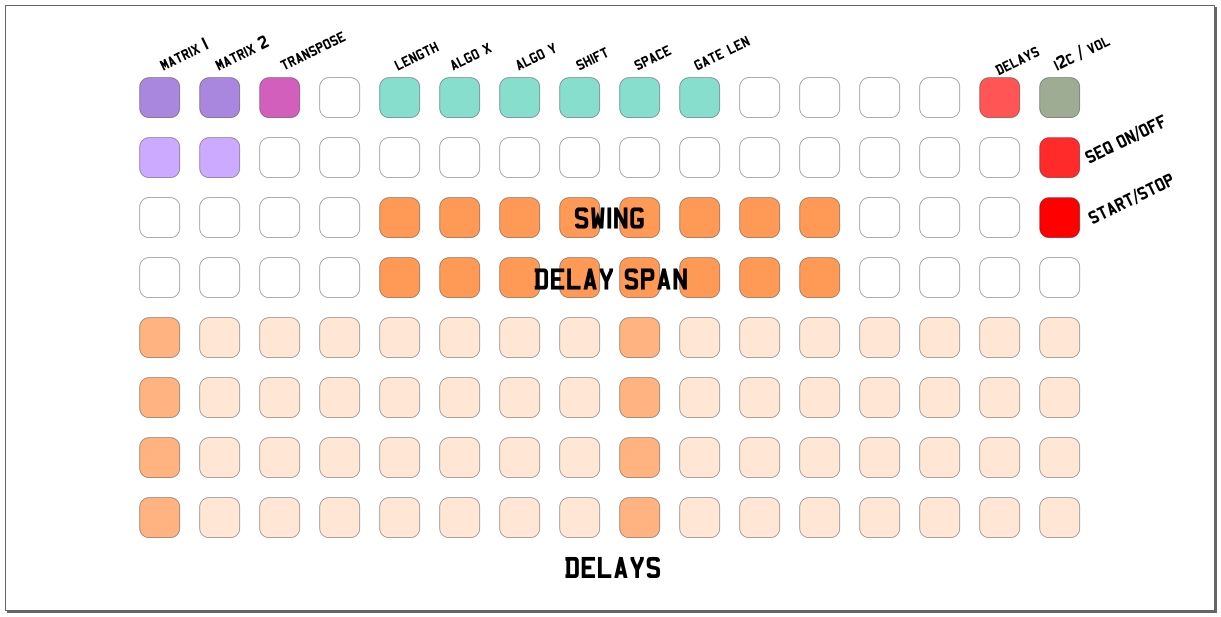 MATRIX 1
MATRIX 2
TRANSPOSE
LENGTH
ALGO X
ALGO Y
SHIFT
SPACE
GATE LEN
DELAYS
I2C / VOL
SEQ ON/OFF
START/STOP
SWING
DELAY SPAN
DELAYS